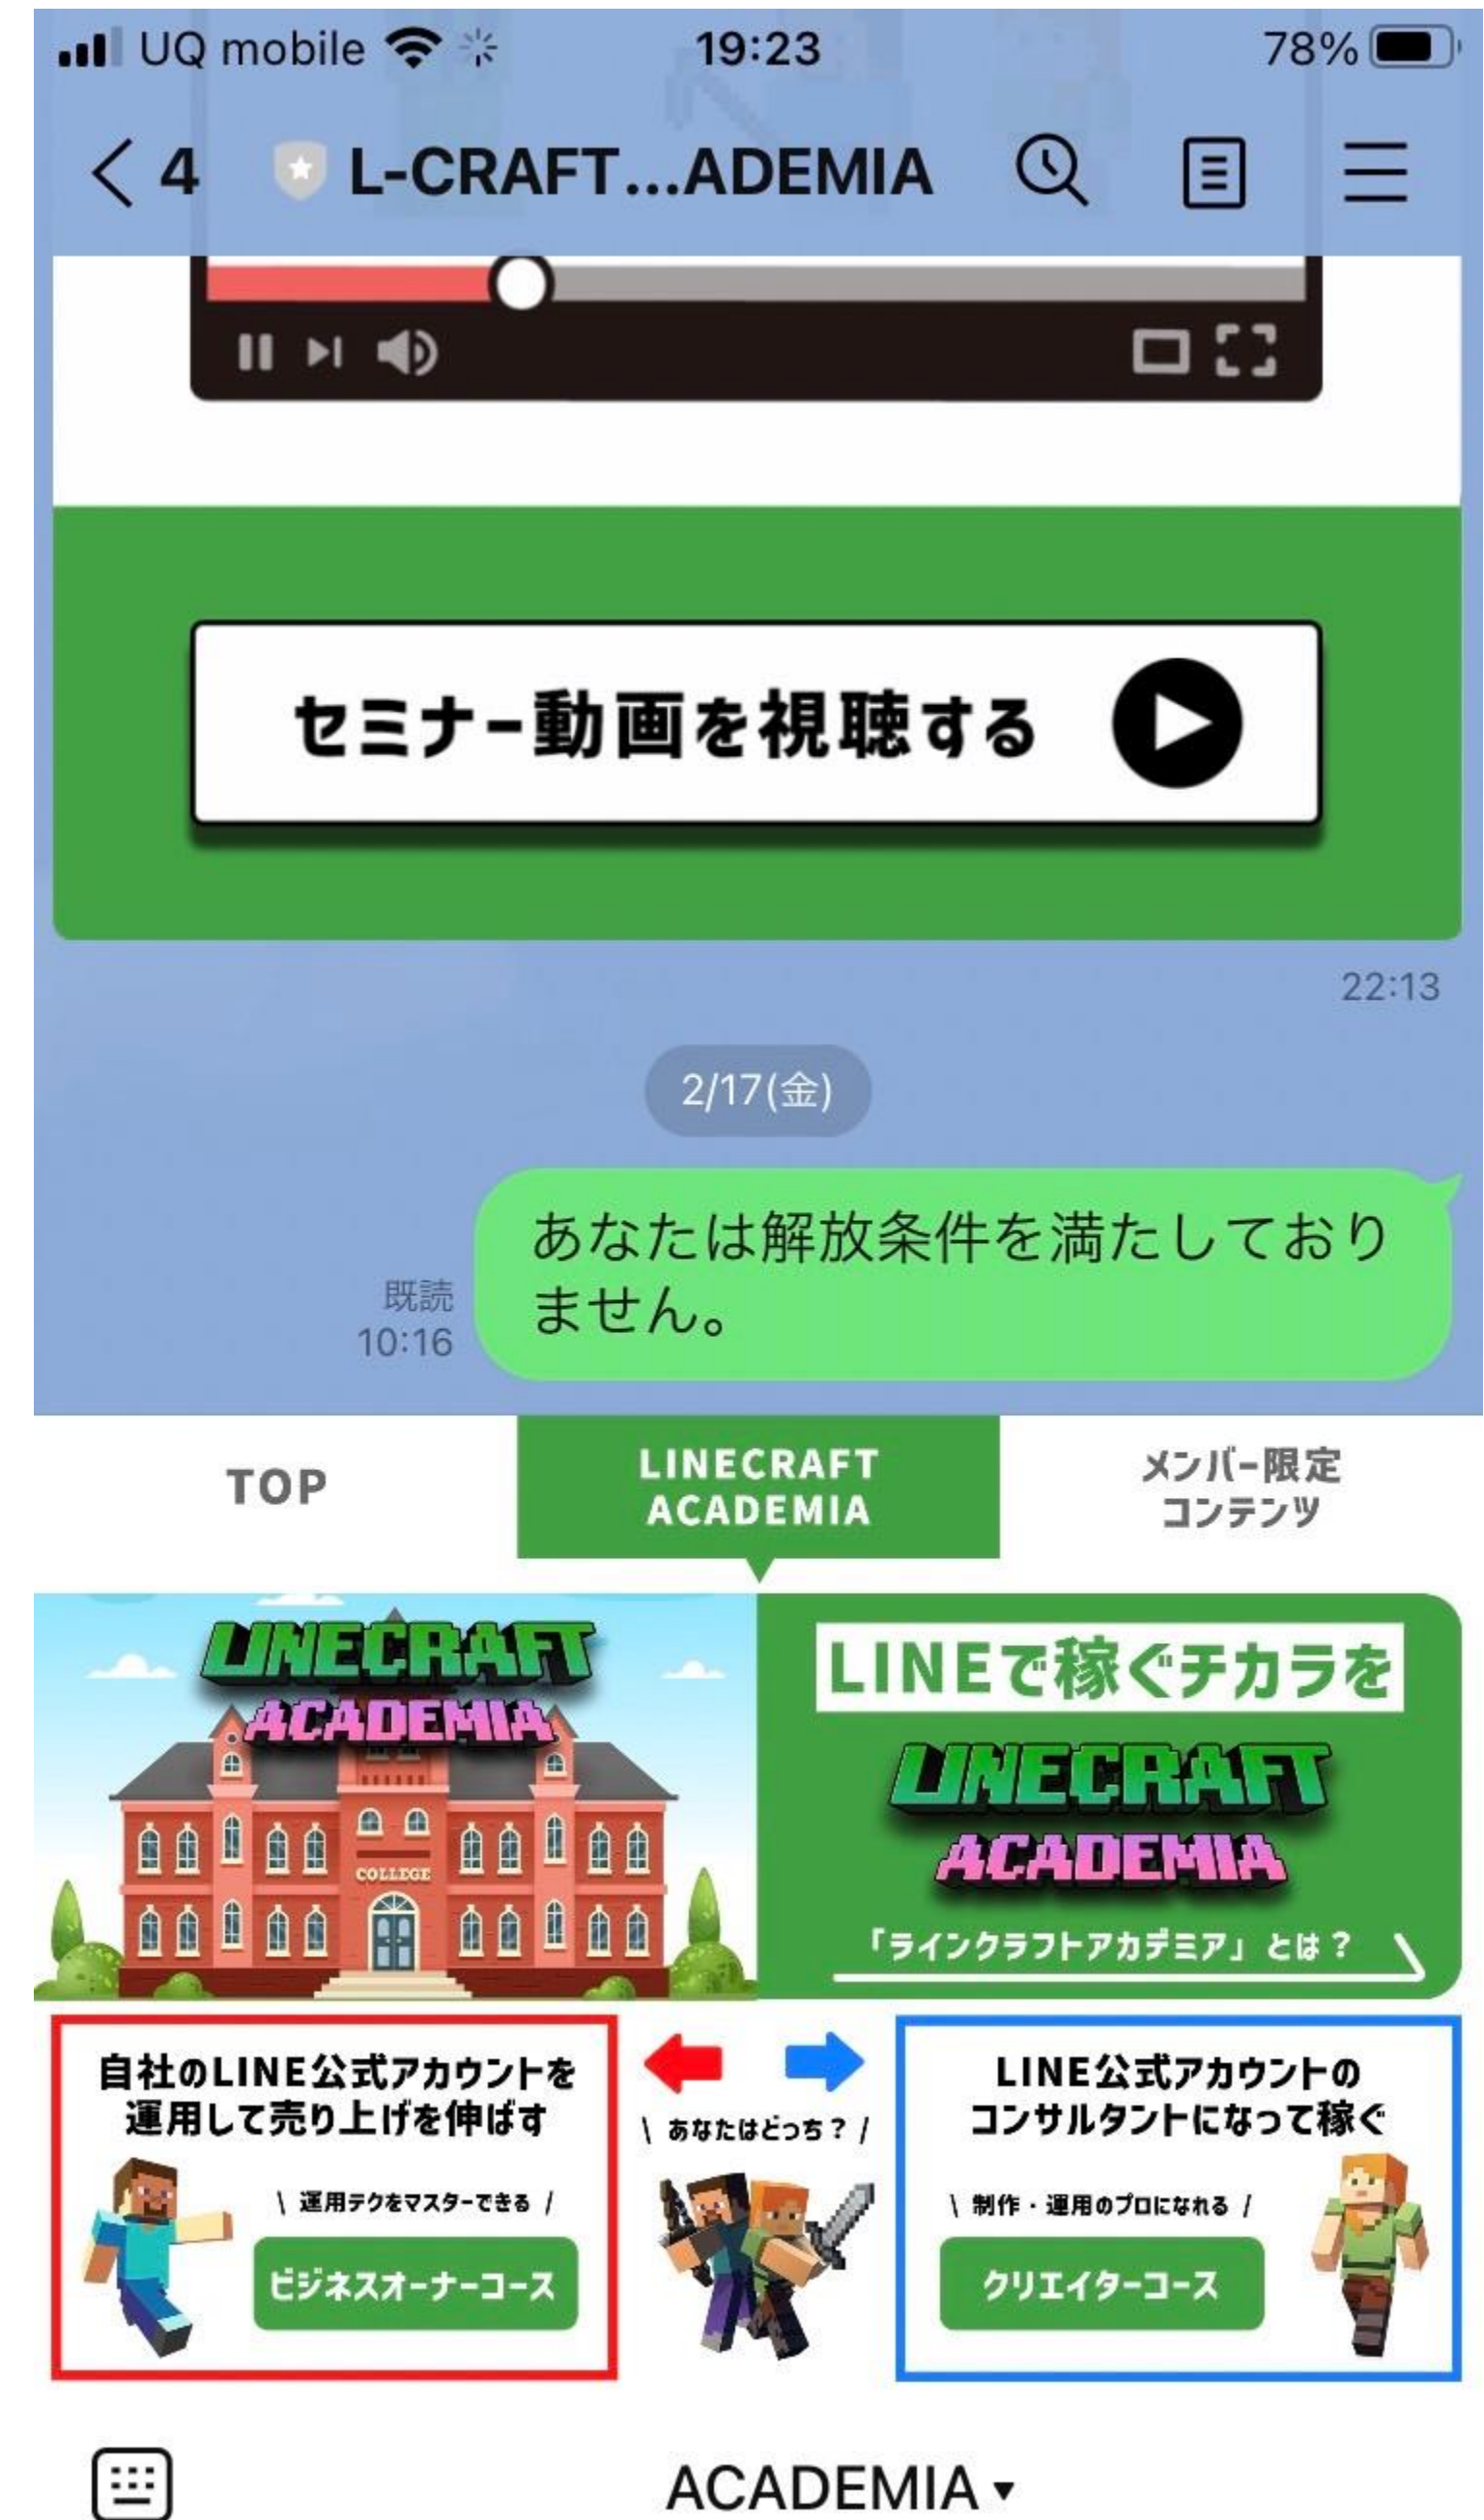 UQ mobile 19:23 78%
4 L-CRAFT...ADEMIA
セミナー動画を視聴する
22:13
2/17(金)
あなたは解放条件を満たしており
ません。
既読
10:16
TOP
LINECRAFT
ACADEMIA
メンバー限定
コンテンツ
LINECRAFT
ACADEMIA
COLLEGE
LINEで稼ぐチカラを
LINECRAFT
ACADEMIA
「ラインクラフトアカデミア」とは?
自社のLINE公式アカウントを
運用して売り上げを伸ばす
\ 運用テクをマスターできる /
ビジネスオーナーコース
\ あなたはどっち? /
LINE公式アカウントの
コンサルタントになって稼ぐ
\ 制作・運用のプロになれる /
クリエイターコース
ACADEMIA ▾